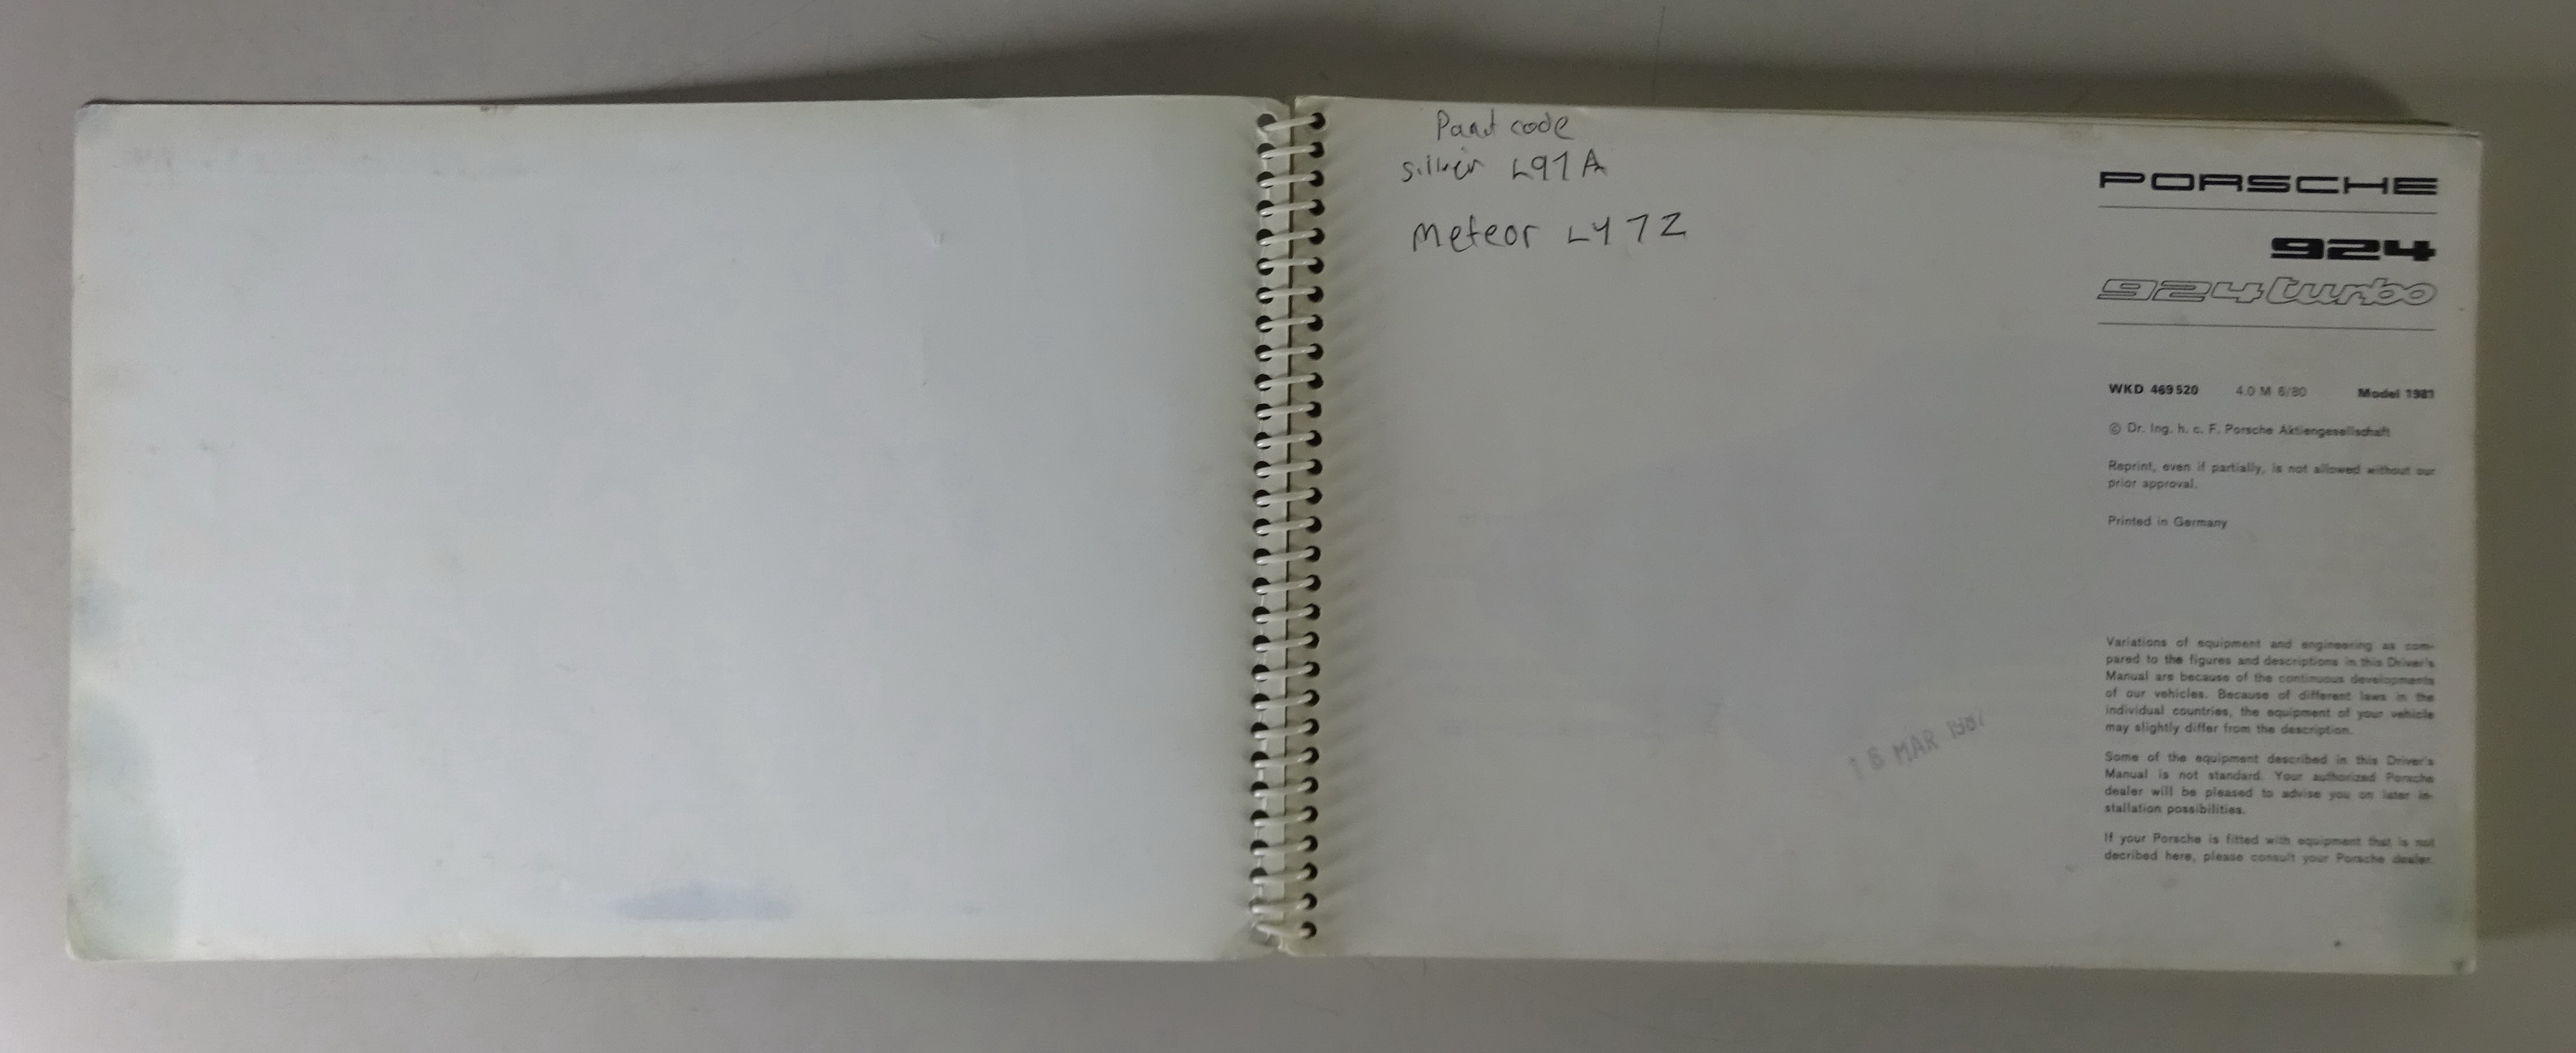 Paint code
silver L97A
Meteor LY7Z
PORSCHE
924
924 turbo
WKD 469520 4.0 M 6/80 Model 1981
© Dr. Ing. h. c. F. Porsche Aktiengesellschaft
Reprint, even if partially, is not allowed without our
prior approval.
Printed in Germany
Variations of equipment and engineering as com-
pared to the figures and descriptions in this Driver's
Manual are because of the continuous developments
of our vehicles. Because of different laws in the
individual countries, the equipment of your vehicle
may slightly differ from the description.
Some of the equipment described in this Driver's
Manual is not standard. Your authorized Porsche
dealer will be pleased to advise you on later in-
stallation possibilities.
If your Porsche is fitted with equipment that is not
decribed here, please consult your Porsche dealer.
MAR